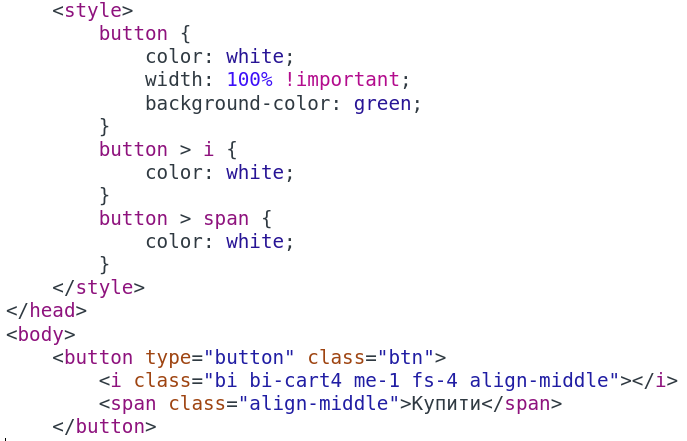 <style>
button {
color: white;
width: 100% !important;
background-color: green;
}
button > i {
color: white;
}
button > span {
color: white;
}
</style>
</head>
<body>
<button type="button" class="btn">
<i class="bi bi-cart4 me-1 fs-4 align-middle"></i>
<span class="align-middle">Купити</span>
</button>